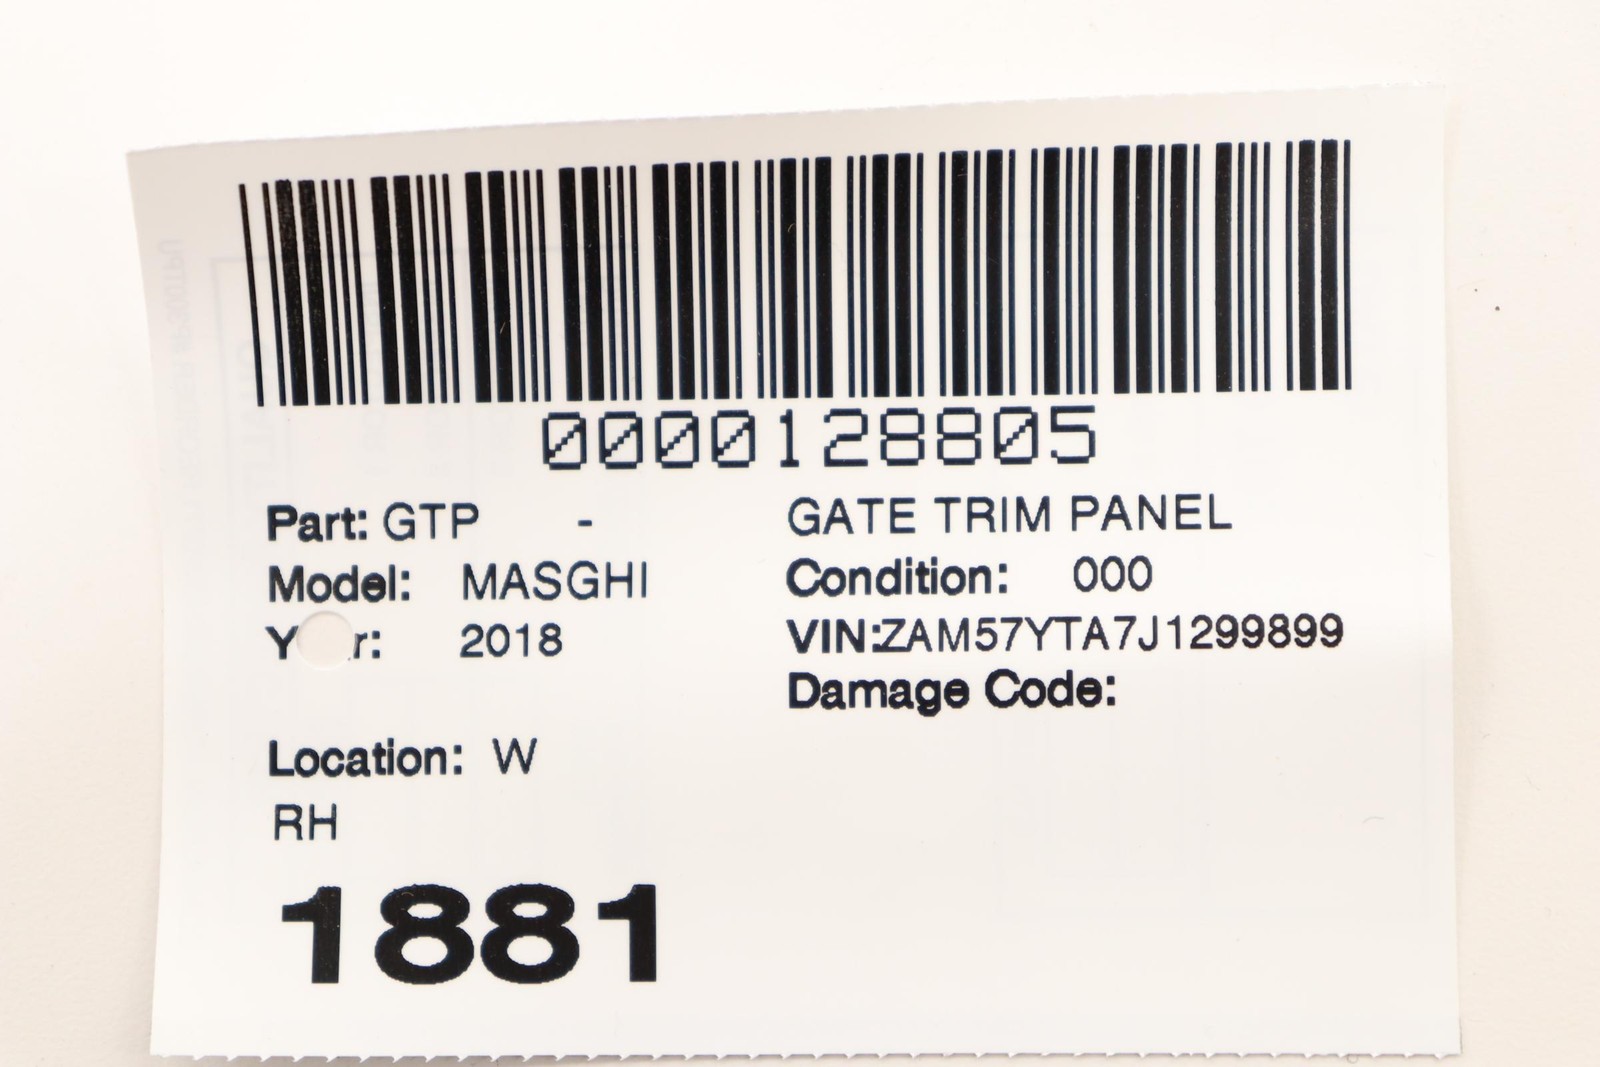 0000128805
Part: GTP - GATE TRIM PANEL
Model: MASGHI Condition: 000
Y r: 2018 VIN:ZAM57YTA7J1299899
Damage Code:
Location: W
RH
1881